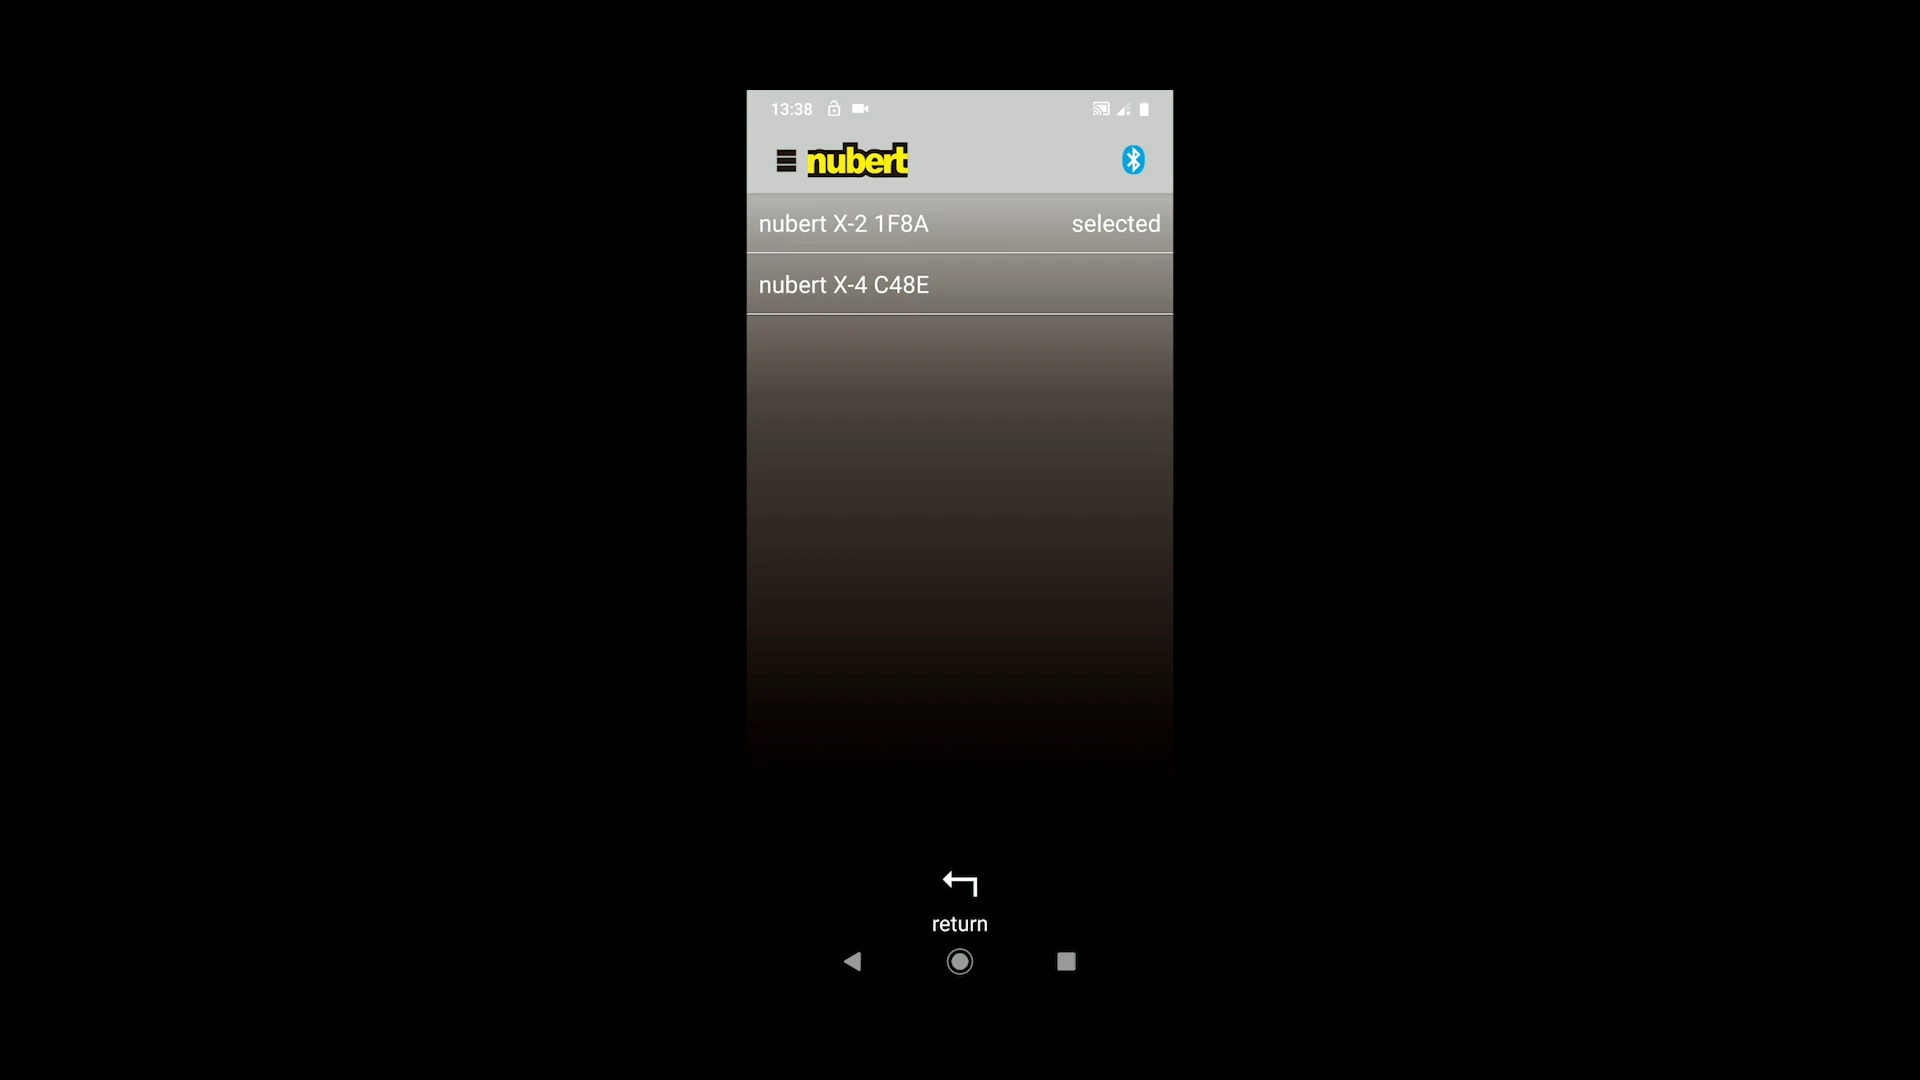 13:38
nubert
nubert X-2 1F8A selected
nubert X-4 C48E
return